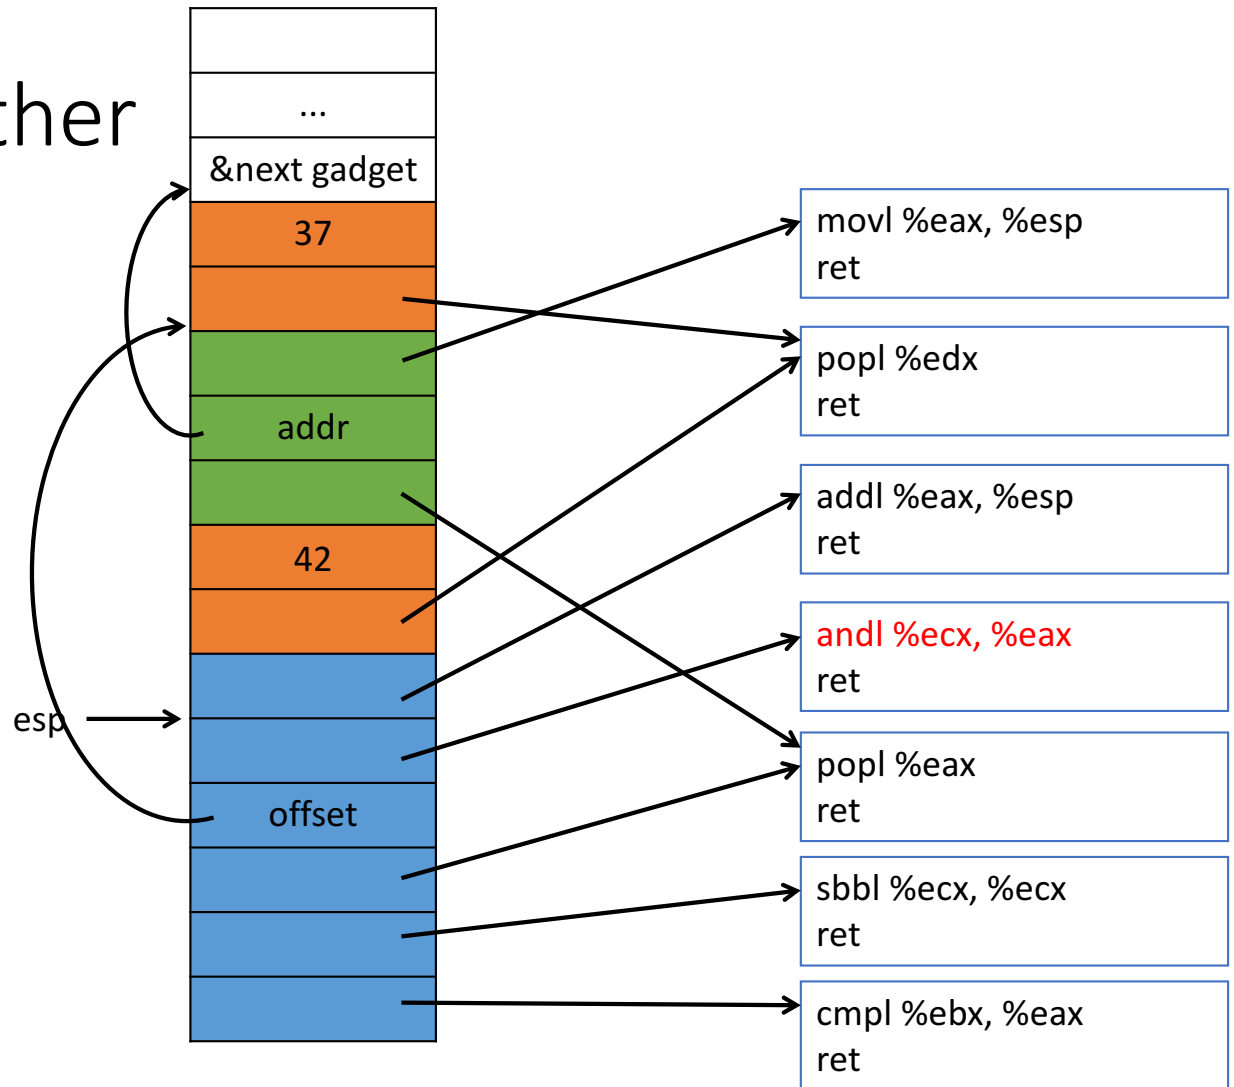 ther
...
&next gadget
37
addr
42
esp
offset
movl %eax, %esp
ret
popl %edx
ret
addl %eax, %esp
ret
andl %ecx, %eax
ret
popl %eax
ret
sbbl %ecx, %ecx
ret
cmpl %ebx, %eax
ret